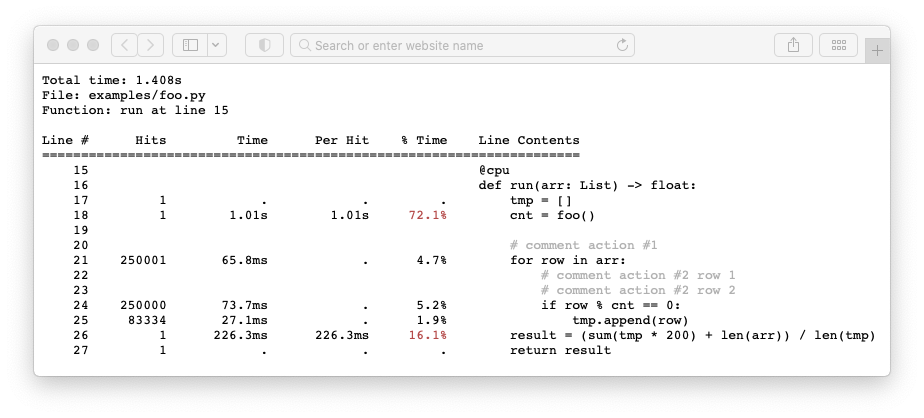 Search or enter website name
Total time: 1.408s
File: examples/foo.py
Function: run at line 15
Line #      Hits         Time      Per Hit    % Time    Line Contents
=====================================================================
    15                                                  @cpu
    16                                                  def run(arr: List) -> float:
    17         1            .            .         .        tmp = []
    18         1        1.01s        1.01s     72.1%        cnt = foo()
    19
    20                                                      # comment action #1
    21    250001       65.8ms            .      4.7%        for row in arr:
    22                                                          # comment action #2 row 1
    23                                                          # comment action #2 row 2
    24    250000       73.7ms            .      5.2%            if row % cnt == 0:
    25     83334       27.1ms            .      1.9%                tmp.append(row)
    26         1      226.3ms      226.3ms     16.1%        result = (sum(tmp * 200) + len(arr)) / len(tmp)
    27         1            .            .         .        return result